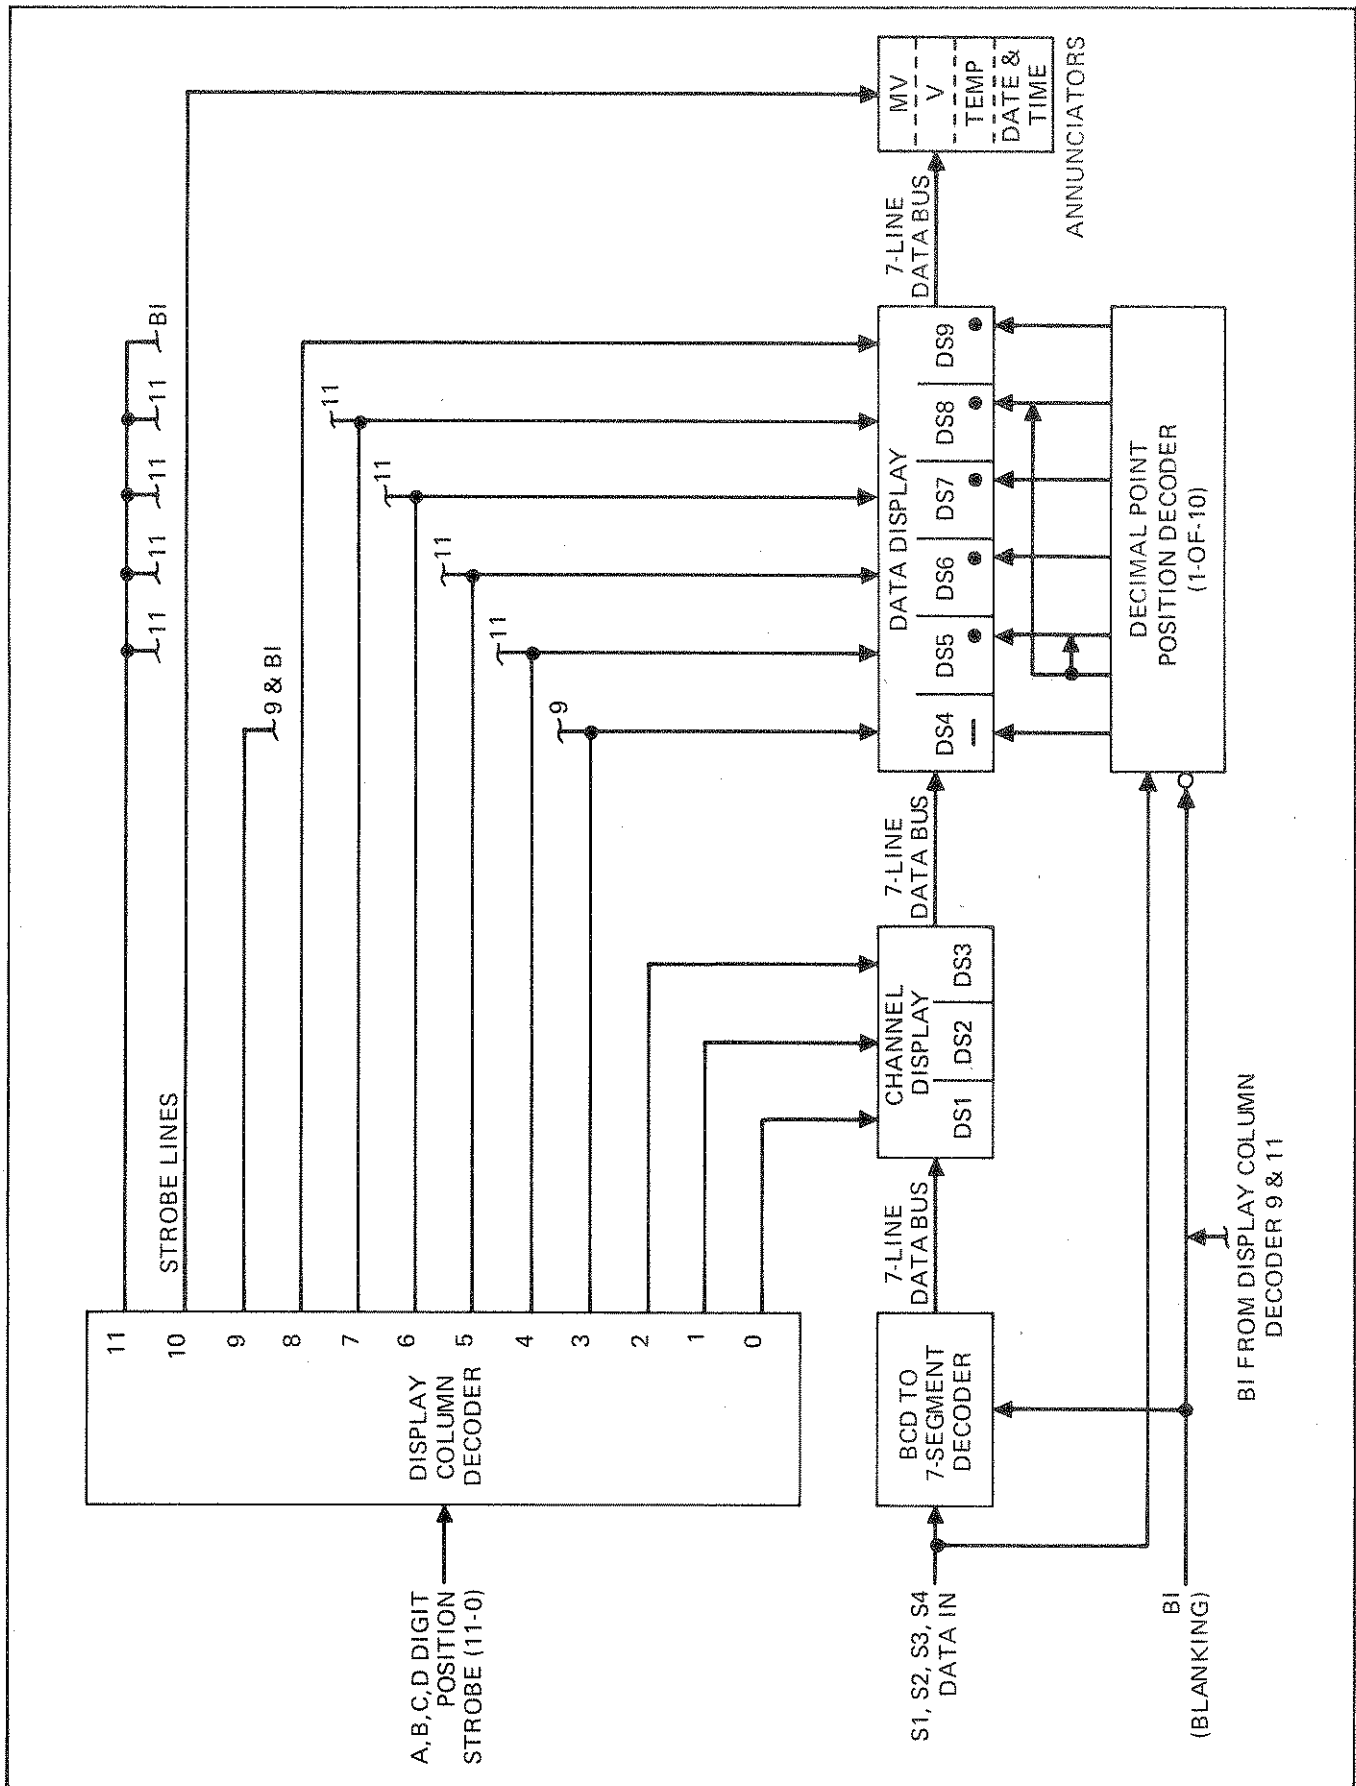 A, B, C, D DIGIT
POSITION
STROBE (11-0)
DISPLAY
COLUMN
DECODER
11
10
9
8
7
6
5
4
3
2
1
0
STROBE LINES
11
11
11
11
BI
9 & BI
9
11
11
11
11
S1, S2, S3, S4
DATA IN
BCD TO
7-SEGMENT
DECODER
7-LINE
DATA BUS
CHANNEL
DISPLAY
DS1
DS2
DS3
7-LINE
DATA BUS
DATA DISPLAY
DS4
DS5
DS6
DS7
DS8
DS9
7-LINE
DATA BUS
MV
V
TEMP
DATE &
TIME
ANNUNCIATORS
BI
(BLANKING)
BI FROM DISPLAY COLUMN
DECODER 9 & 11
DECIMAL POINT
POSITION DECODER
(1-OF-10)